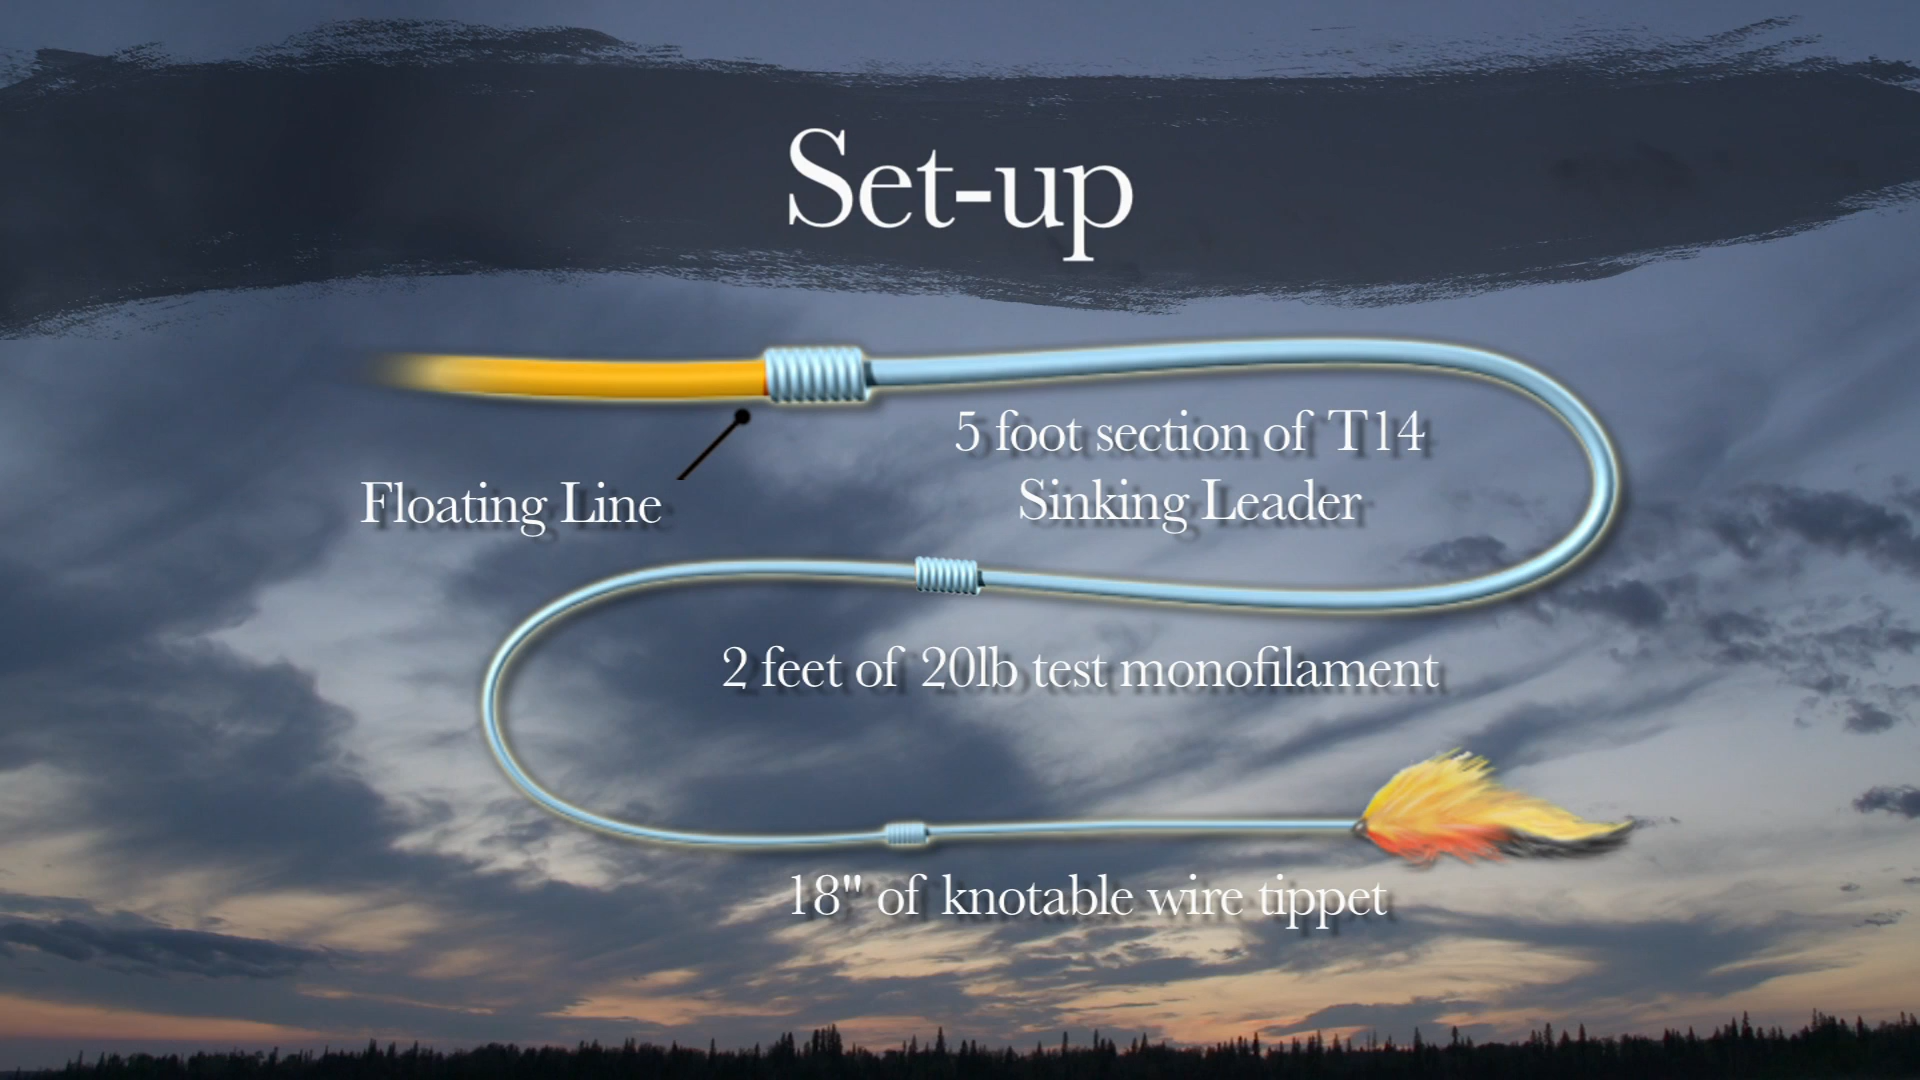 Set-up
5 foot section of T14
Sinking Leader
Floating Line
2 feet of 20lb test monofilament
18" of knotable wire tippet